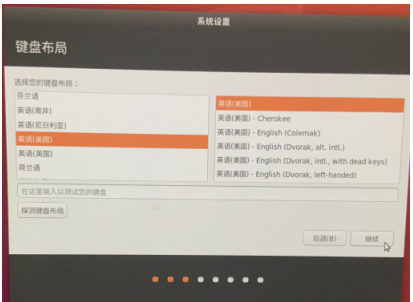 系统设置
键盘布局
选择您的键盘布局：
芬兰语
英语(南非)
英语(尼日利亚)
英语(美国)
英语(英国)
荷兰语
英语(美国)
英语(美国) - Cherokee
英语(美国) - English (Colemak)
英语(美国) - English (Dvorak, alt. intl.)
英语(美国) - English (Dvorak, intl., with dead keys)
英语(美国) - English (Dvorak, left-handed)
在这里输入以测试您的键盘
探测键盘布局
后退(B)
继续